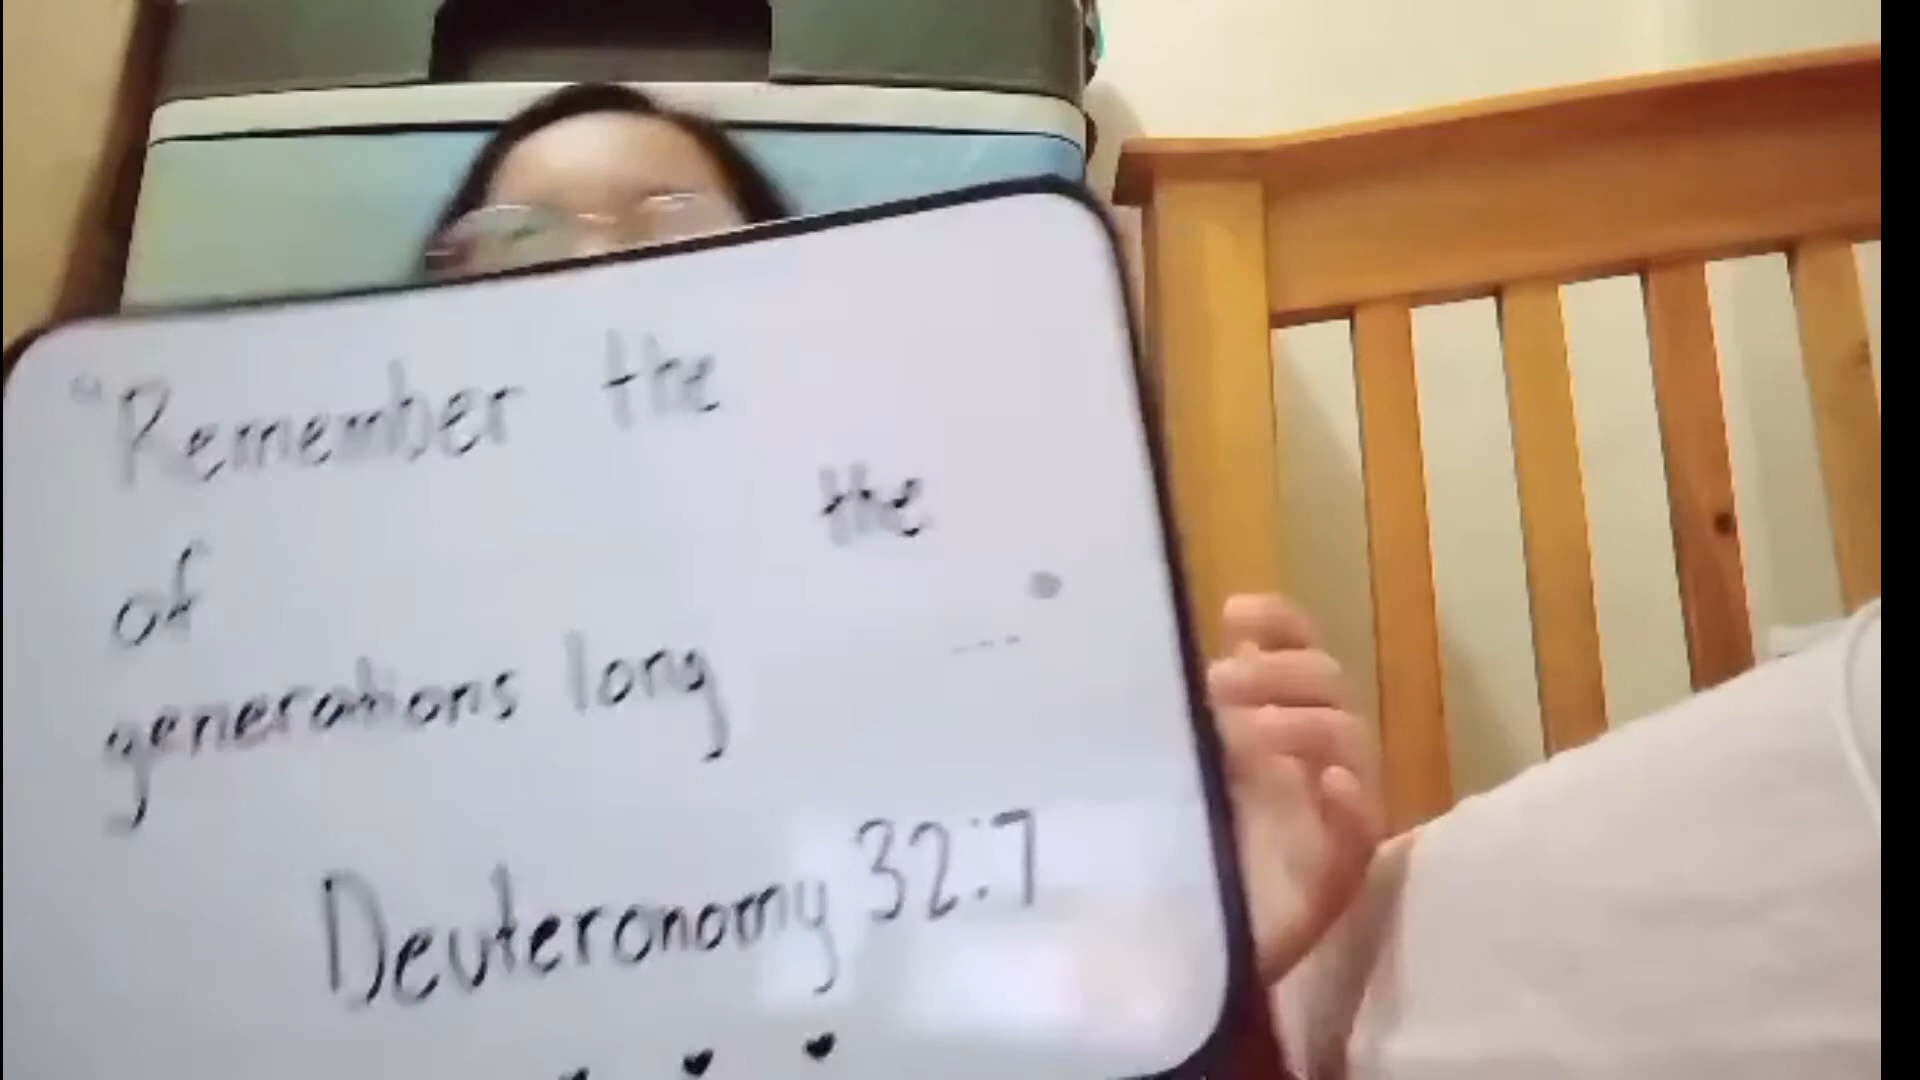 "Remember the
the
of
generations long
---.
Deuteronomy 32:7